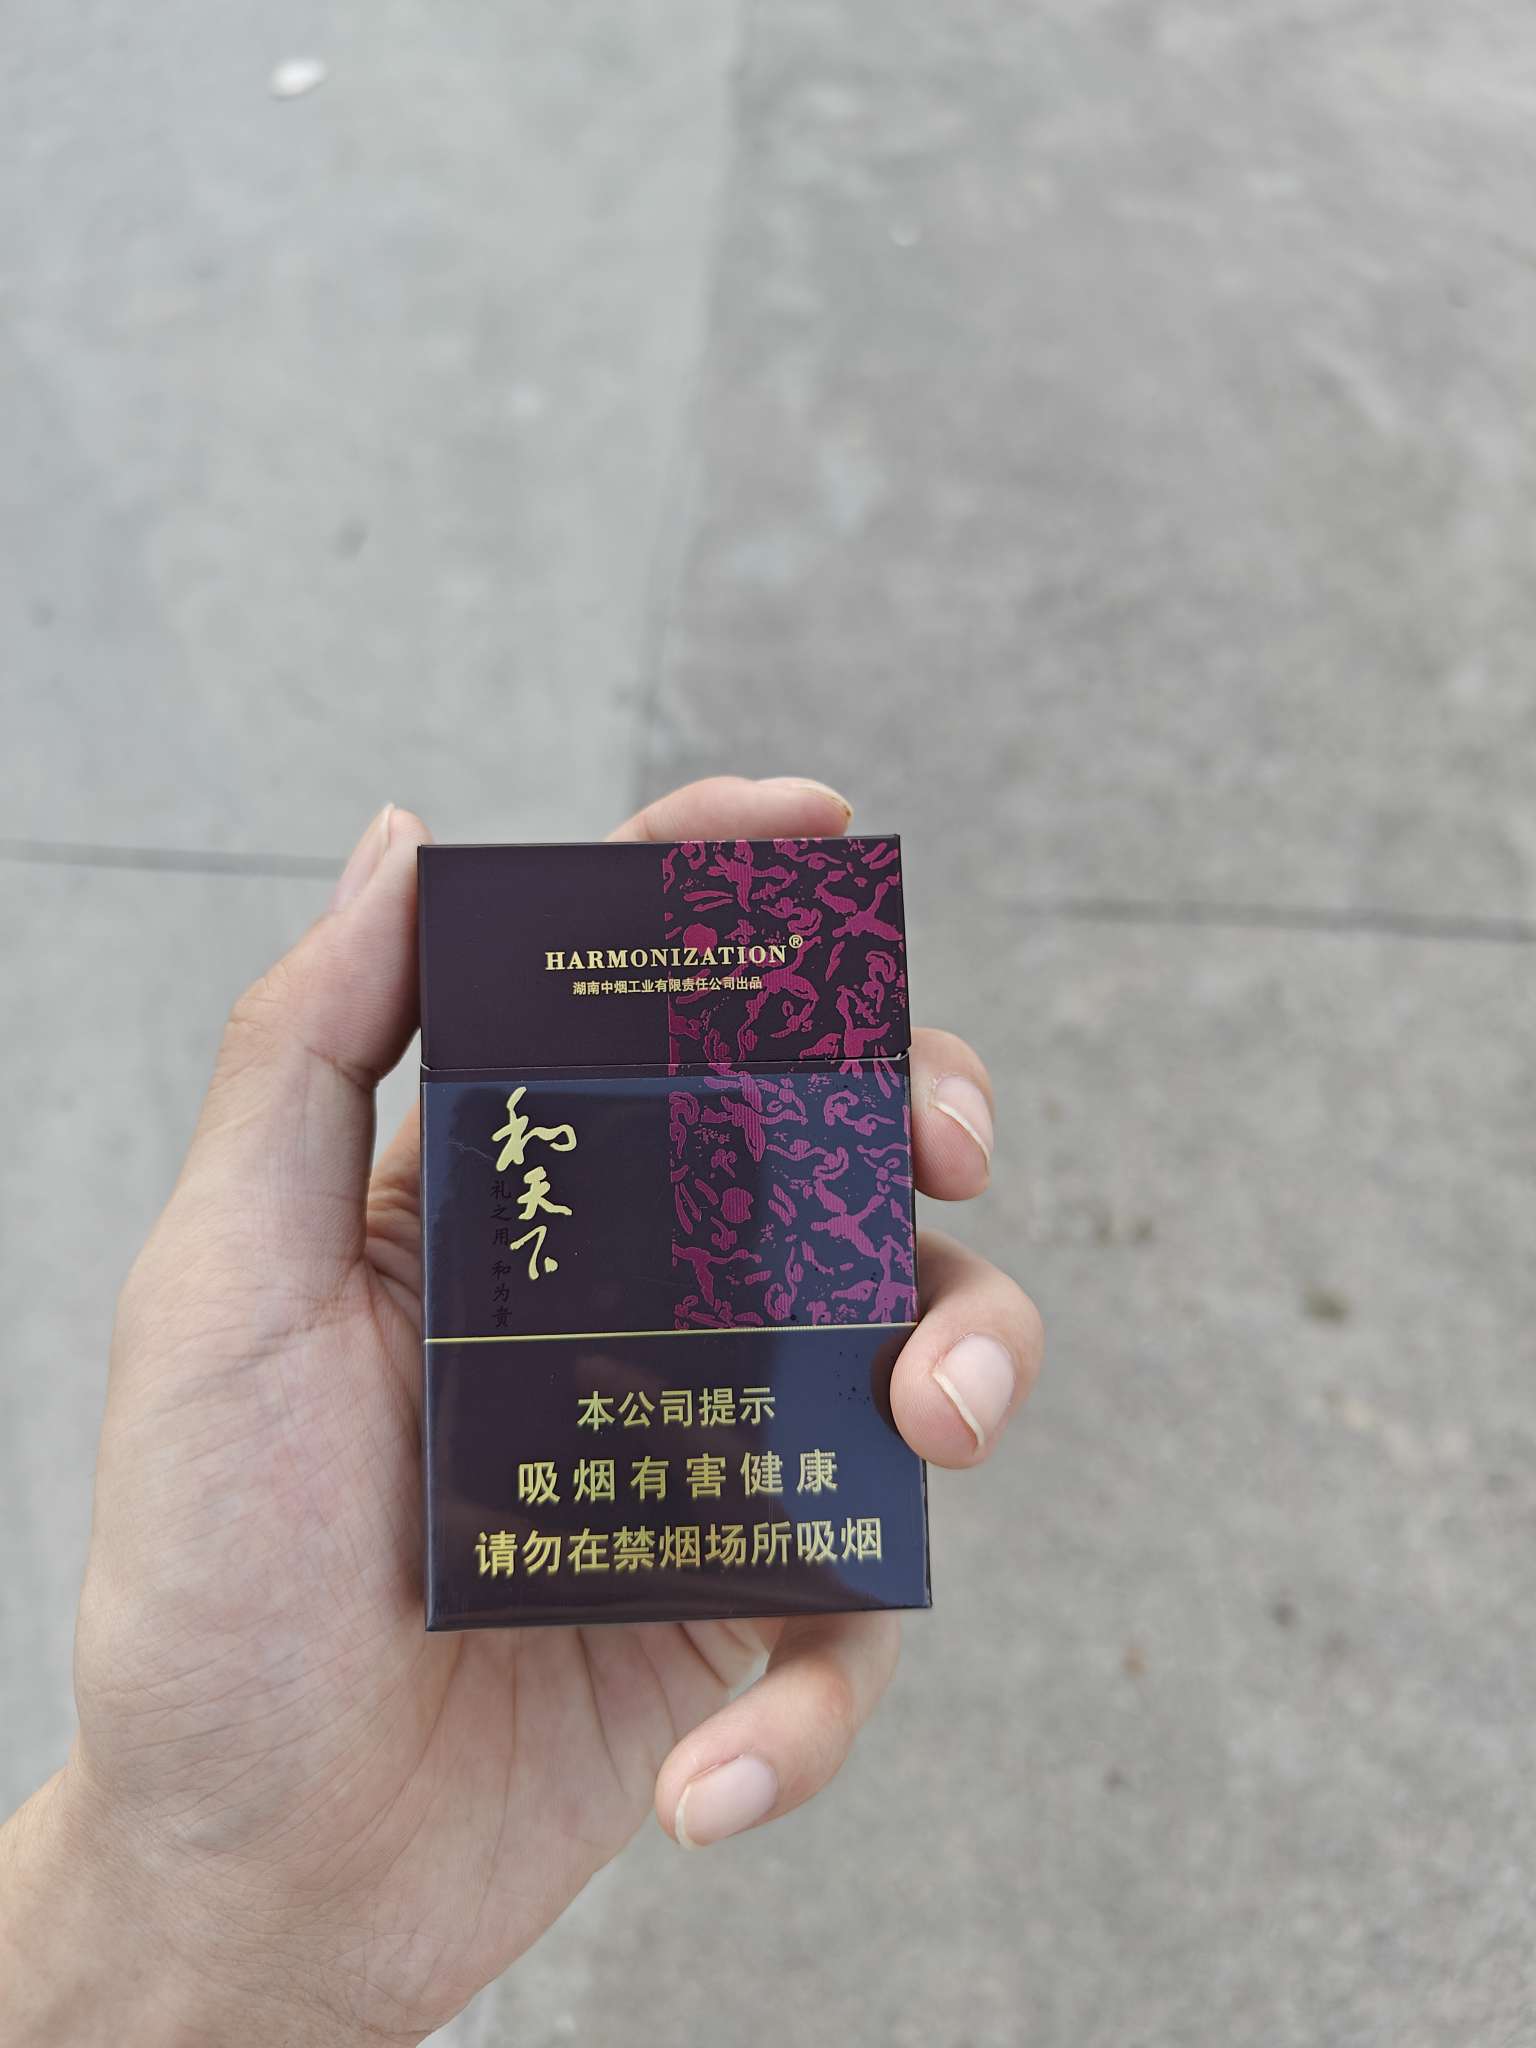 HARMONIZATION®
湖南中烟工业有限责任公司出品
和天下
礼之用 和为贵
本公司提示
吸烟有害健康
请勿在禁烟场所吸烟